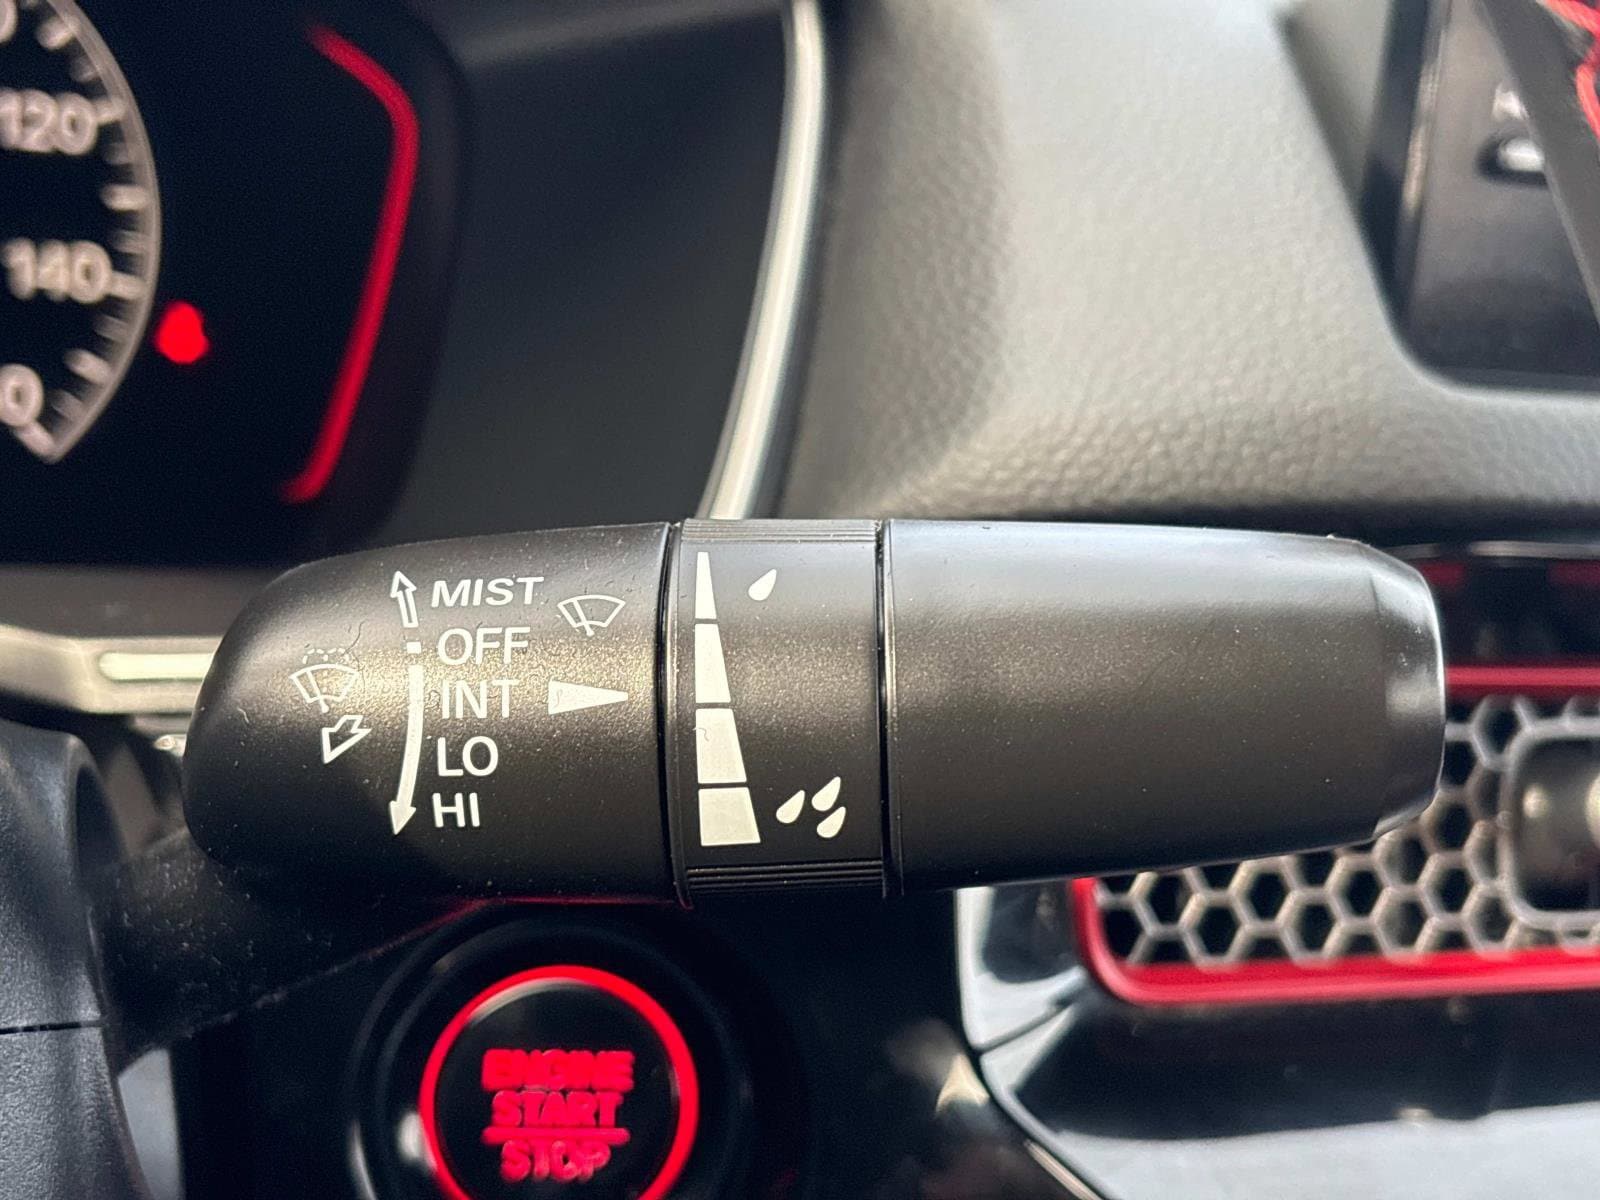 120
140
MIST
OFF
INT
LO
HI
ENGINE
START
STOP